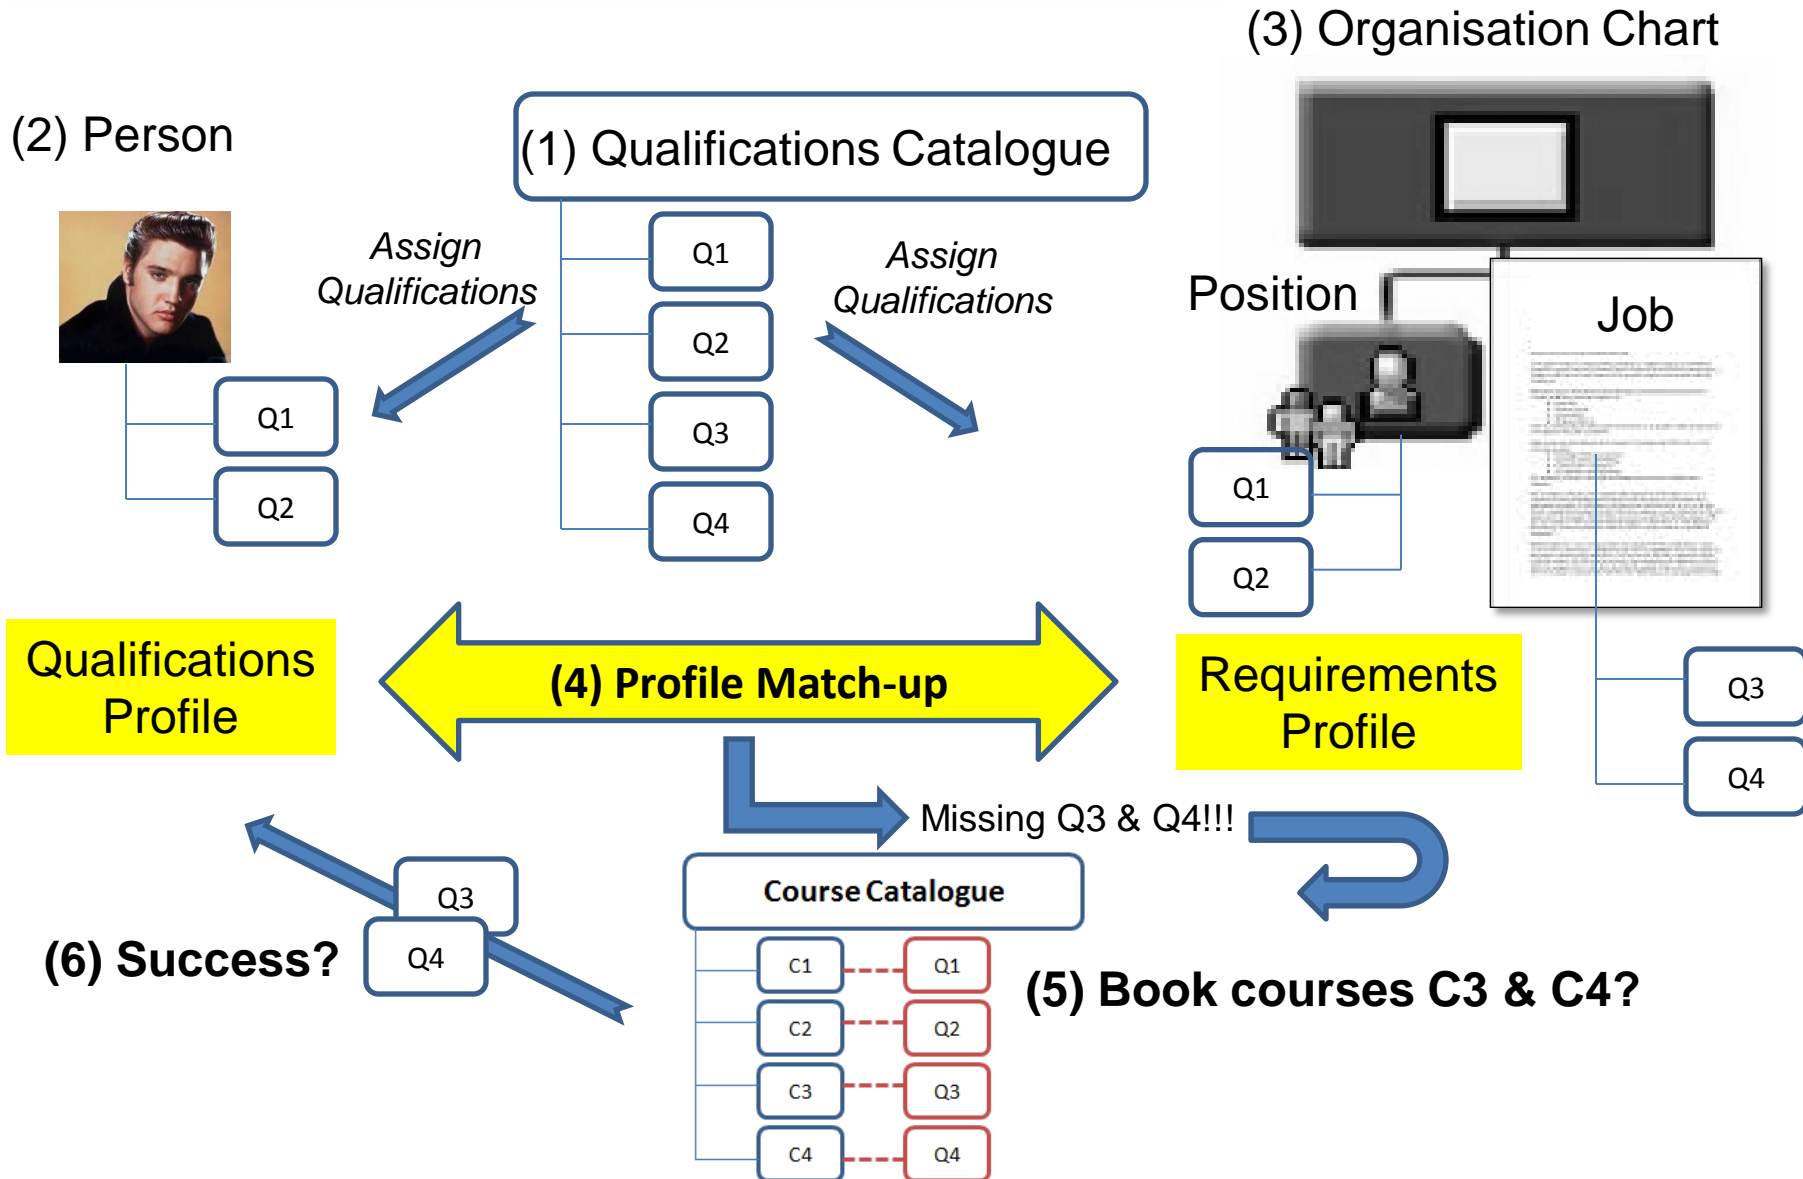 (3) Organisation Chart
(2) Person
(1) Qualifications Catalogue
Assign
Qualifications
Q1
Q2
Q3
Q4
Assign
Qualifications
Q1
Q2
Position
Job
Q1
Q2
Q3
Q4
Qualifications
Profile
(4) Profile Match-up
Requirements
Profile
Missing Q3 & Q4!!!
Course Catalogue
C1
Q1
C2
Q2
C3
Q3
C4
Q4
(5) Book courses C3 & C4?
(6) Success?
Q3
Q4